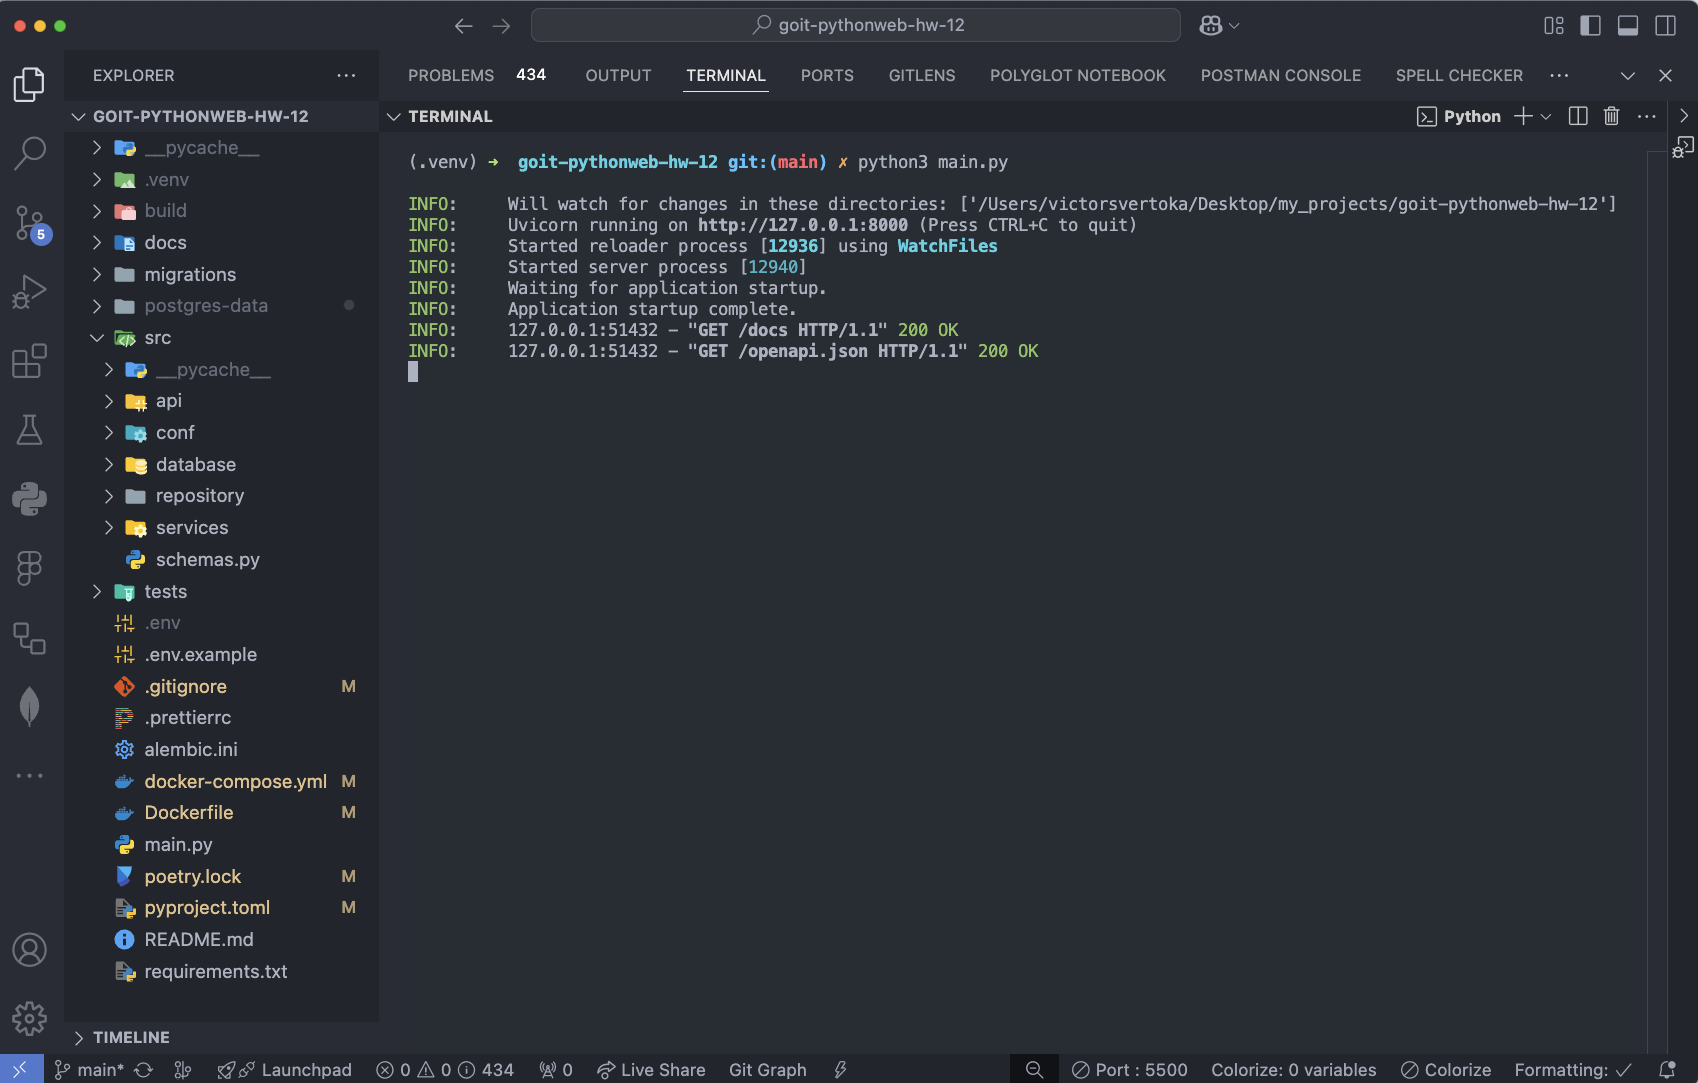 goit-pythonweb-hw-12
EXPLORER
PROBLEMS 434 OUTPUT TERMINAL PORTS GITLENS POLYGLOT NOTEBOOK POSTMAN CONSOLE SPELL CHECKER
GOIT-PYTHONWEB-HW-12
__pycache__
.venv
build
docs
migrations
postgres-data
src
__pycache__
api
conf
database
repository
services
schemas.py
tests
.env
.env.example
.gitignore M
.prettierrc
alembic.ini
docker-compose.yml M
Dockerfile M
main.py
poetry.lock M
pyproject.toml M
README.md
requirements.txt
TIMELINE
5
TERMINAL
Python
(.venv) ➜ goit-pythonweb-hw-12 git:(main) ✗ python3 main.py
INFO: Will watch for changes in these directories: ['/Users/victorsvertoka/Desktop/my_projects/goit-pythonweb-hw-12']
INFO: Uvicorn running on http://127.0.0.1:8000 (Press CTRL+C to quit)
INFO: Started reloader process [12936] using WatchFiles
INFO: Started server process [12940]
INFO: Waiting for application startup.
INFO: Application startup complete.
INFO: 127.0.0.1:51432 - "GET /docs HTTP/1.1" 200 OK
INFO: 127.0.0.1:51432 - "GET /openapi.json HTTP/1.1" 200 OK
main* Launchpad 0 0 434 0 Live Share Git Graph Port : 5500 Colorize: 0 variables Colorize Formatting: ✓